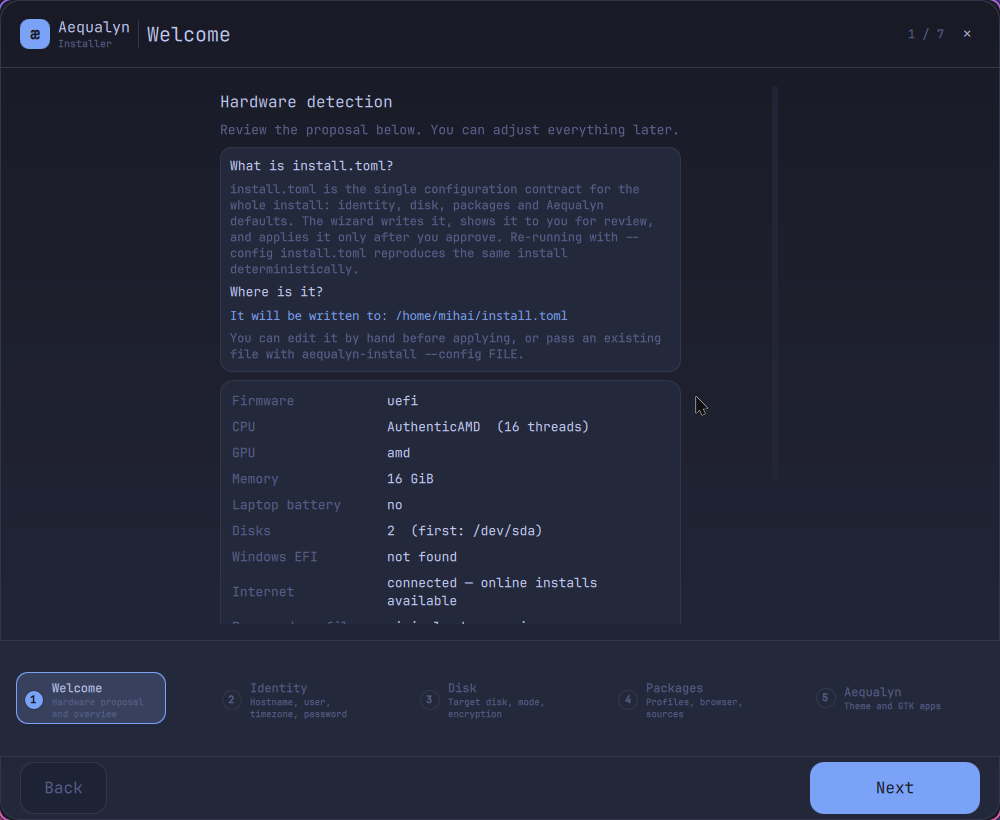 æ
Aequalyn
Installer
Welcome
1 / 7
×
Hardware detection
Review the proposal below. You can adjust everything later.
What is install.toml?
install.toml is the single configuration contract for the
whole install: identity, disk, packages and Aequalyn
defaults. The wizard writes it, shows it to you for review,
and applies it only after you approve. Re-running with --
config install.toml reproduces the same install
deterministically.
Where is it?
It will be written to: /home/mihai/install.toml
You can edit it by hand before applying, or pass an existing
file with aequalyn-install --config FILE.
Firmware uefi
CPU AuthenticAMD (16 threads)
GPU amd
Memory 16 GiB
Laptop battery no
Disks 2 (first: /dev/sda)
Windows EFI not found
Internet connected — online installs
available
1 Welcome
Hardware proposal
and overview
2 Identity
Hostname, user,
timezone, password
3 Disk
Target disk, mode,
encryption
4 Packages
Profiles, browser,
sources
5 Aequalyn
Theme and GTK apps
Back
Next